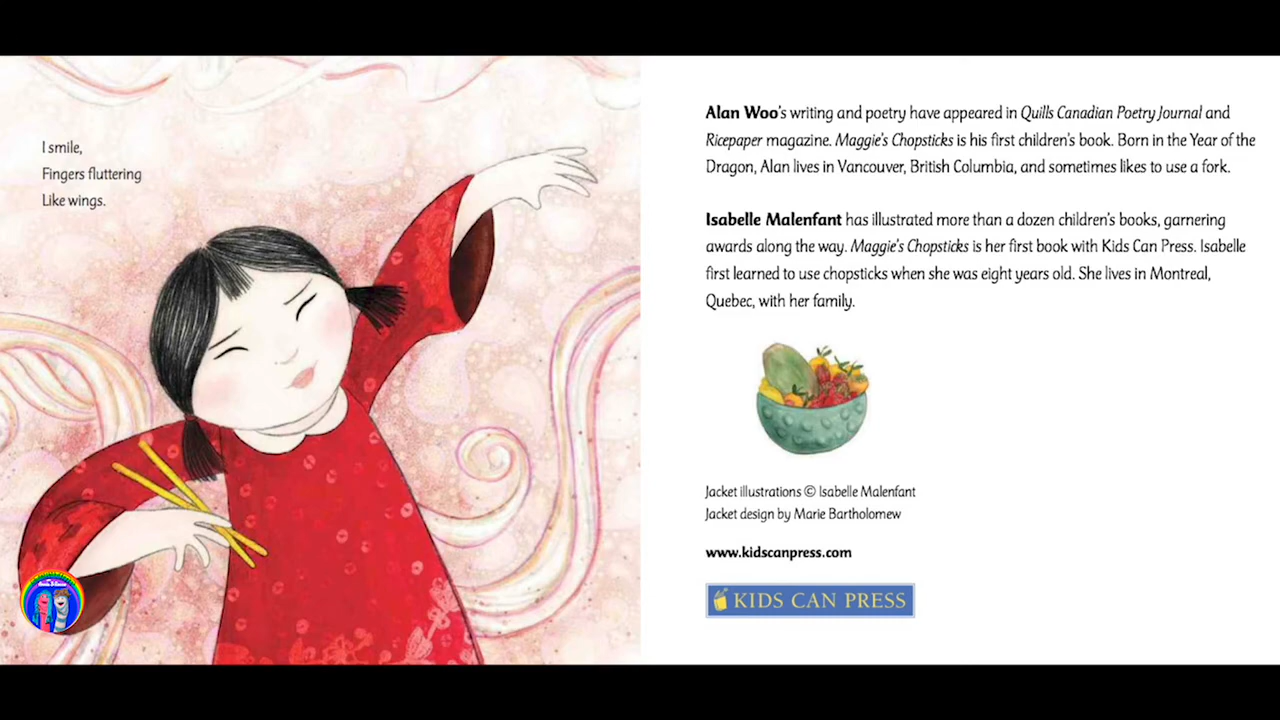 I smile,
Fingers fluttering
Like wings.
Alan Woo's writing and poetry have appeared in Quills Canadian Poetry Journal and
Ricepaper magazine. Maggie's Chopsticks is his first children's book. Born in the Year of the
Dragon, Alan lives in Vancouver, British Columbia, and sometimes likes to use a fork.
Isabelle Malenfant has illustrated more than a dozen children's books, garnering
awards along the way. Maggie's Chopsticks is her first book with Kids Can Press. Isabelle
first learned to use chopsticks when she was eight years old. She lives in Montreal,
Quebec, with her family.
Jacket illustrations © Isabelle Malenfant
Jacket design by Marie Bartholomew
www.kidscanpress.com
KIDS CAN PRESS